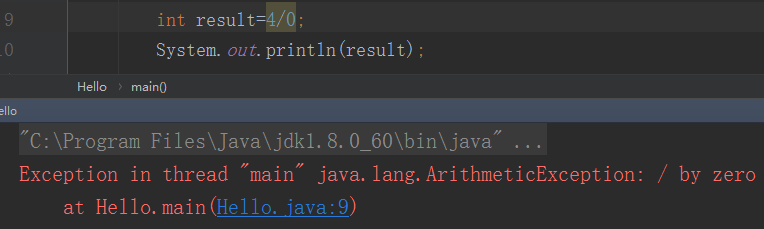 9 int result=4/0;
10 System.out.println(result);
Hello › main()
ello
"C:\Program Files\Java\jdk1.8.0_60\bin\java" ...
Exception in thread "main" java.lang.ArithmeticException: / by zero
at Hello.main(Hello.java:9)